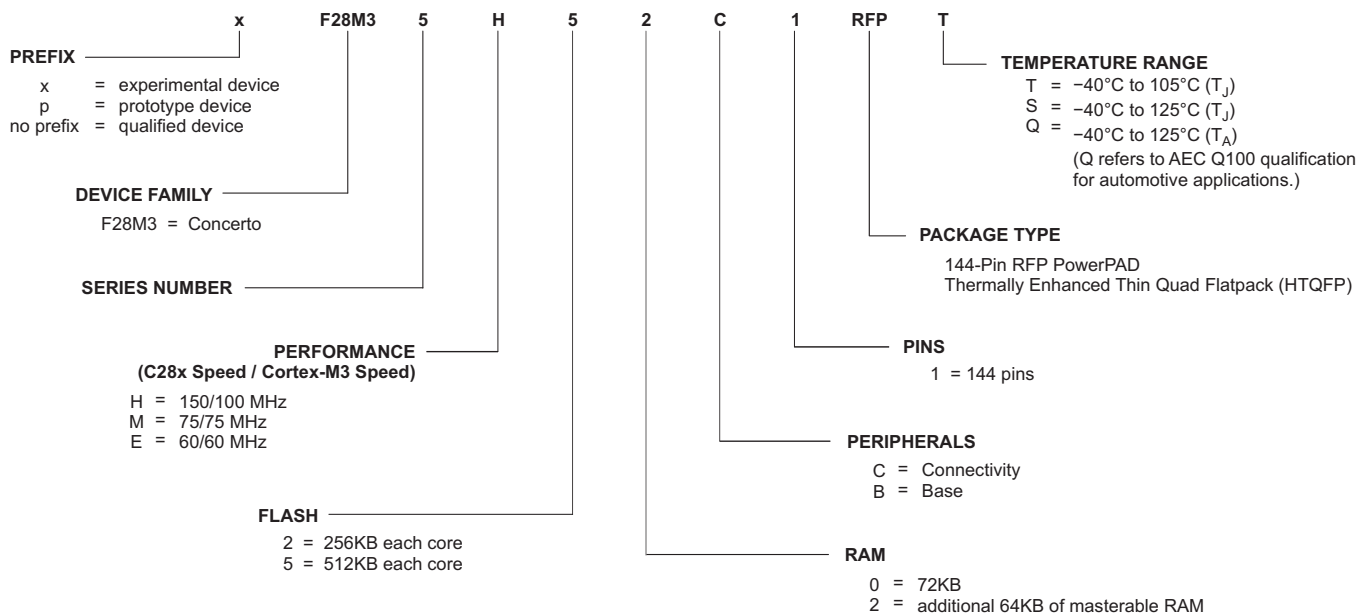 x F28M3 5 H 5 2 C 1 RFP T
PREFIX
x = experimental device
p = prototype device
no prefix = qualified device
DEVICE FAMILY
F28M3 = Concerto
SERIES NUMBER
PERFORMANCE
(C28x Speed / Cortex-M3 Speed)
H = 150/100 MHz
M = 75/75 MHz
E = 60/60 MHz
FLASH
2 = 256KB each core
5 = 512KB each core
TEMPERATURE RANGE
T = −40°C to 105°C (TJ)
S = −40°C to 125°C (TJ)
Q = −40°C to 125°C (TA)
(Q refers to AEC Q100 qualification
for automotive applications.)
PACKAGE TYPE
144-Pin RFP PowerPAD
Thermally Enhanced Thin Quad Flatpack (HTQFP)
PINS
1 = 144 pins
PERIPHERALS
C = Connectivity
B = Base
RAM
0 = 72KB
2 = additional 64KB of masterable RAM